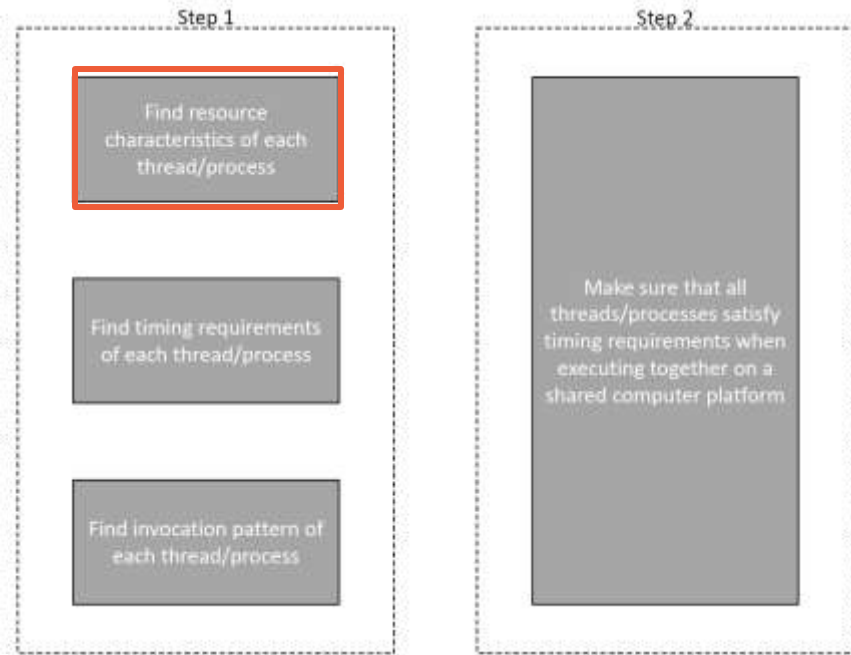 Step 1
Find resource
characteristics of each
thread/process
Find timing requirements
of each thread/process
Find invocation pattern of
each thread/process
Step 2
Make sure that all
threads/processes satisfy
timing requirements when
executing together on a
shared computer platform